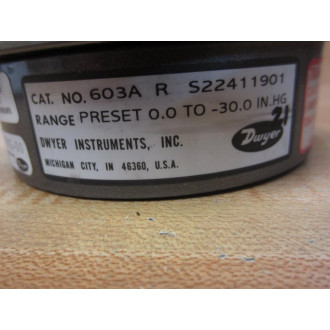 CAT. NO. 603A R S22411901
RANGE PRESET 0.0 TO -30.0 IN.HG
DWYER INSTRUMENTS, INC.
MICHIGAN CITY, IN 46360, U.S.A.
Dwyer
21